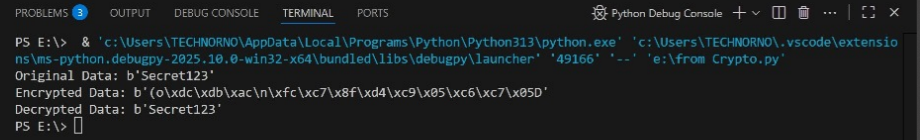 PROBLEMS 3 OUTPUT DEBUG CONSOLE TERMINAL PORTS Python Debug Console
PS E:\> & 'c:\Users\TECHNORNO\AppData\Local\Programs\Python\Python313\python.exe' 'c:\Users\TECHNORNO\.vscode\extensio
ns\ms-python.debugpy-2025.10.0-win32-x64\bundled\libs\debugpy\launcher' '49166' '--' 'e:\from Crypto.py'
Original Data: b'Secret123'
Encrypted Data: b'(o\xdc\xdb\xac\n\xfc\xc7\x8f\xd4\xc9\x05\xc6\xc7\x05D'
Decrypted Data: b'Secret123'
PS E:\>